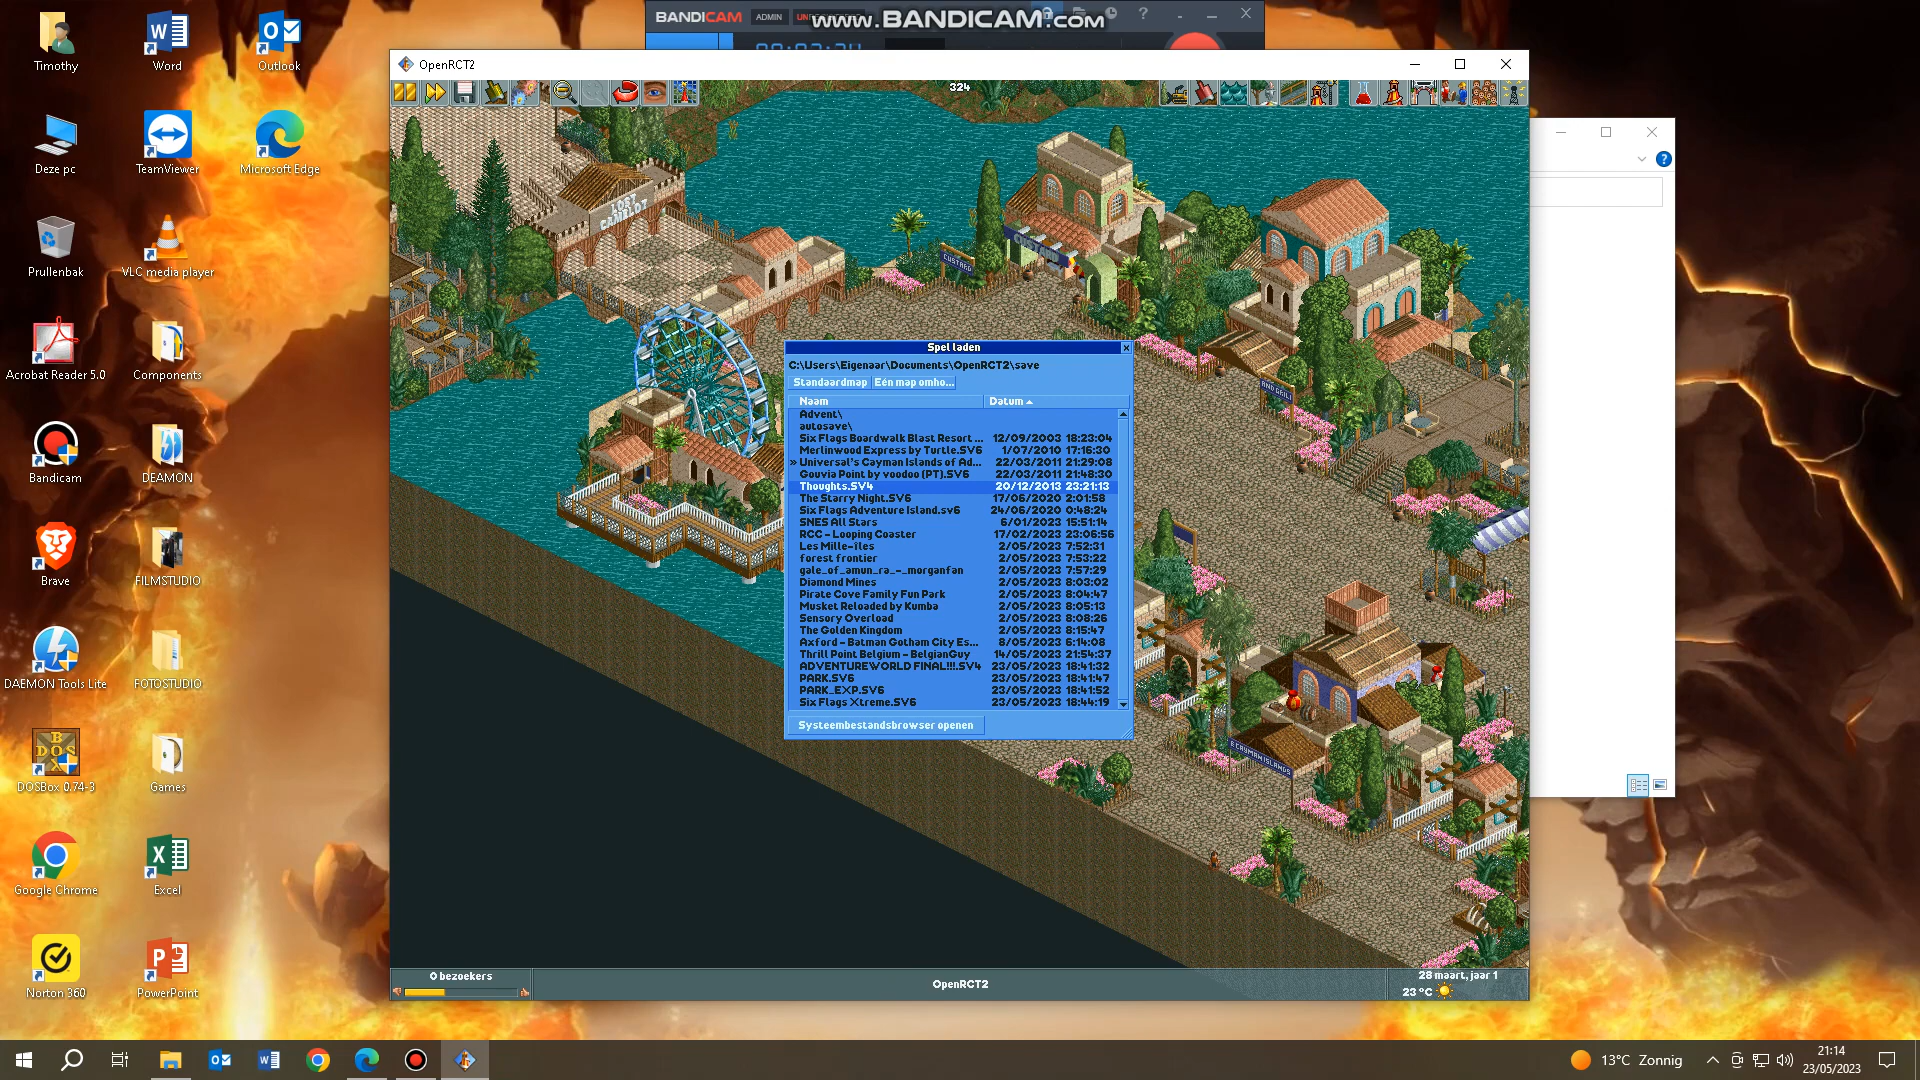 BANDICAM
ADMIN
www.BANDICAM.com
OpenRCT2
324
Timothy
Word
Outlook
Deze pc
TeamViewer
Microsoft Edge
Prullenbak
VLC media player
Acrobat Reader 5.0
Components
Bandicam
DEAMON
Brave
FILMSTUDIO
DAEMON Tools Lite
FOTOSTUDIO
DOSBox 0.74-3
Games
Google Chrome
Excel
Norton 360
PowerPoint
LOST
CAMELOT
CUSTARD
CUSTARD
Spel laden
C:\Users\Eigenaar\Documents\OpenRCT2\save
Standaardmap
Eén map omho...
Naam Datum
Advent\
autosave\
Six Flags Boardwalk Blast Resort ... 12/09/2003 18:23:04
Merlinwood Express by Turtle.SV6 1/07/2010 17:16:30
» Universal's Cayman Islands of Ad... 22/03/2011 21:29:08
Gouvia Point by voodoo (PT).SV6 22/03/2011 21:48:30
Thoughts.SV4 20/12/2013 23:21:13
The Starry Night.SV6 17/06/2020 2:01:58
Six Flags Adventure Island.sv6 24/06/2020 0:48:24
SNES All Stars 6/01/2023 15:51:14
RCC - Looping Coaster 17/02/2023 23:06:56
Les Mille-îles 2/05/2023 7:52:31
forest frontier 2/05/2023 7:53:22
gale_of_amun_ra_-_morganfan 2/05/2023 7:57:29
Diamond Mines 2/05/2023 8:03:02
Pirate Cove Family Fun Park 2/05/2023 8:04:47
Musket Reloaded by Kumba 2/05/2023 8:05:13
Sensory Overload 2/05/2023 8:08:26
The Golden Kingdom 2/05/2023 8:15:47
Axford - Batman Gotham City Es... 8/05/2023 6:14:08
Thrill Point Belgium - BelgianGuy 14/05/2023 21:54:37
ADVENTUREWORLD FINAL!!!.SV4 23/05/2023 18:41:32
PARK.SV6 23/05/2023 18:41:47
PARK_EXP.SV6 23/05/2023 18:41:52
Six Flags Xtreme.SV6 23/05/2023 18:44:19
Systeembestandsbrowser openen
0 bezoekers
OpenRCT2
28 maart, jaar 1
23 °C
13°C Zonnig
21:14
23/05/2023